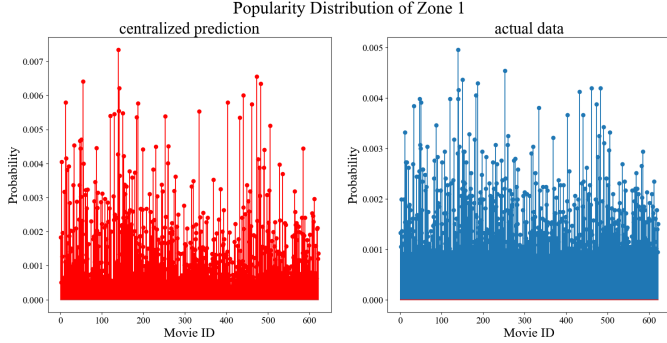 Popularity Distribution of Zone 1
centralized prediction
0.007
0.006
0.005
0.004
0.003
0.002
0.001
0.000
Probability
0 100 200 300 400 500 600
Movie ID
actual data
0.005
0.004
0.003
0.002
0.001
0.000
Probability
0 100 200 300 400 500 600
Movie ID